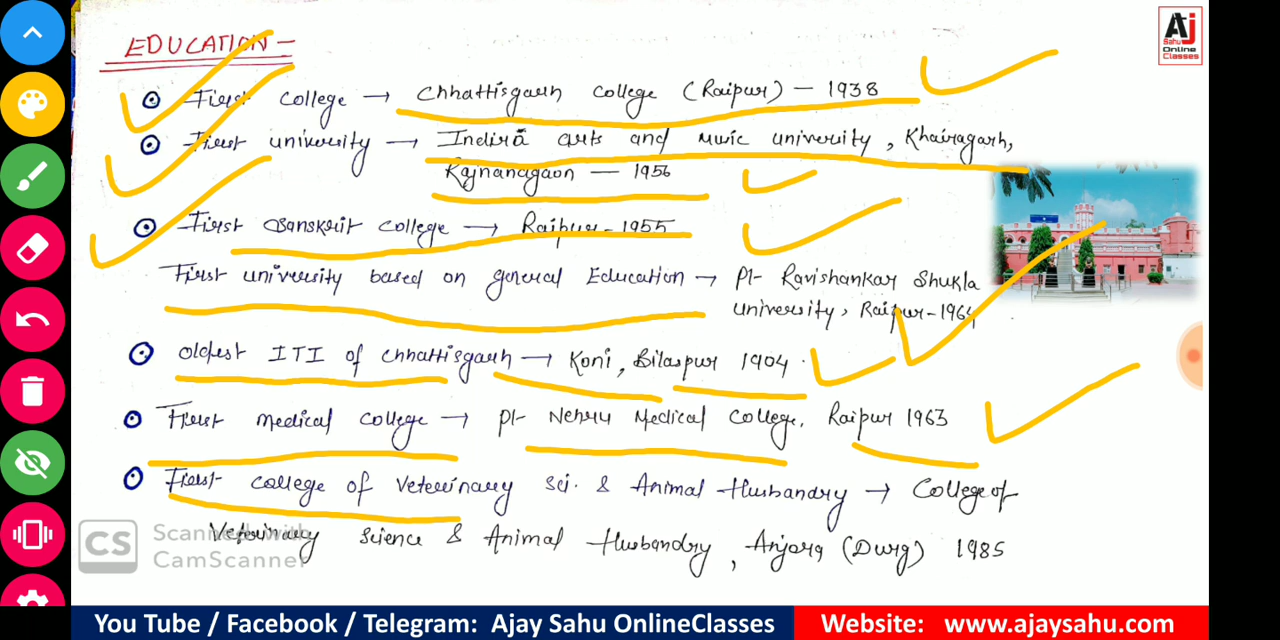 EDUCATION —
Aj
Sahu
Online
Classes
First College → Chhattisgarh College (Raipur) — 1938
First university → Indira arts and music university, Khairagarh,
Rajnanagaon — 1956
First Sanskrit college → Raipur - 1955
First university based on general Education → Pt- Ravishankar Shukla
university, Raipur - 1964
Oldest ITI of Chhattisgarh → Koni, Bilaspur 1904.
First medical college → Pt- Nehru Medical College, Raipur 1963
First College of Veterinary Sci. & Animal Husbandry → College of
Veterinary Science & Animal Husbandry, Anjora (Durg) 1985
CS Scanned with
CamScanner
You Tube / Facebook / Telegram: Ajay Sahu OnlineClasses Website: www.ajaysahu.com